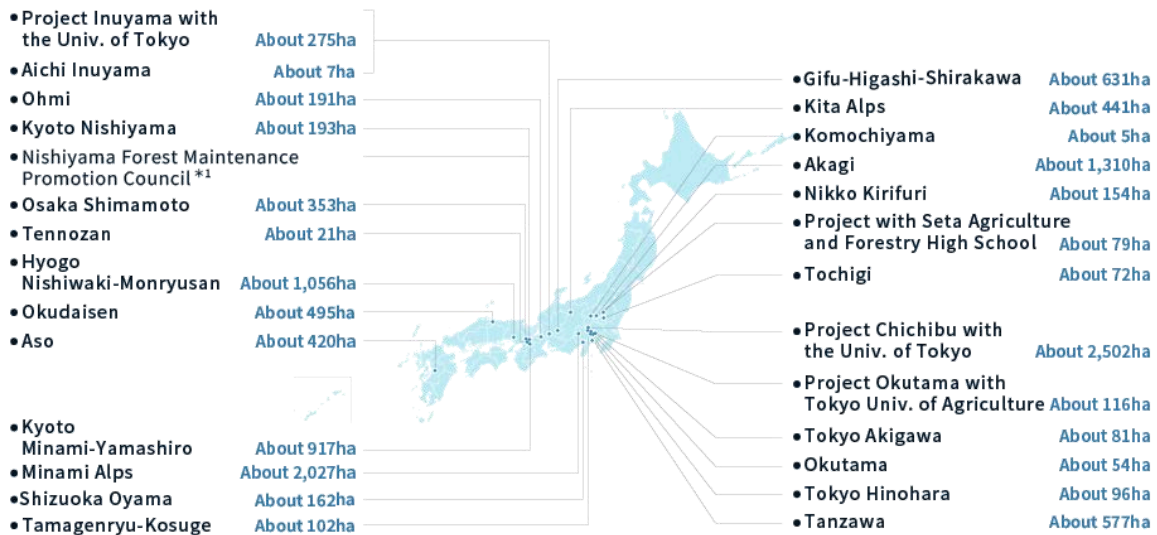 Project Inuyama with
the Univ. of Tokyo About 275ha
Aichi Inuyama About 7ha
Ohmi About 191ha
Kyoto Nishiyama About 193ha
Nishiyama Forest Maintenance
Promotion Council *1
Osaka Shimamoto About 353ha
Tennozan About 21ha
Hyogo
Nishiwaki-Monryusan About 1,056ha
Okudaisen About 495ha
Aso About 420ha
Kyoto
Minami-Yamashiro About 917ha
Minami Alps About 2,027ha
Shizuoka Oyama About 162ha
Tamagenryu-Kosuge About 102ha
Gifu-Higashi-Shirakawa About 631ha
Kita Alps About 441ha
Komochiyama About 5ha
Akagi About 1,310ha
Nikko Kirifuri About 154ha
Project with Seta Agriculture
and Forestry High School About 79ha
Tochigi About 72ha
Project Chichibu with
the Univ. of Tokyo About 2,502ha
Project Okutama with
Tokyo Univ. of Agriculture About 116ha
Tokyo Akigawa About 81ha
Okutama About 54ha
Tokyo Hinohara About 96ha
Tanzawa About 577ha